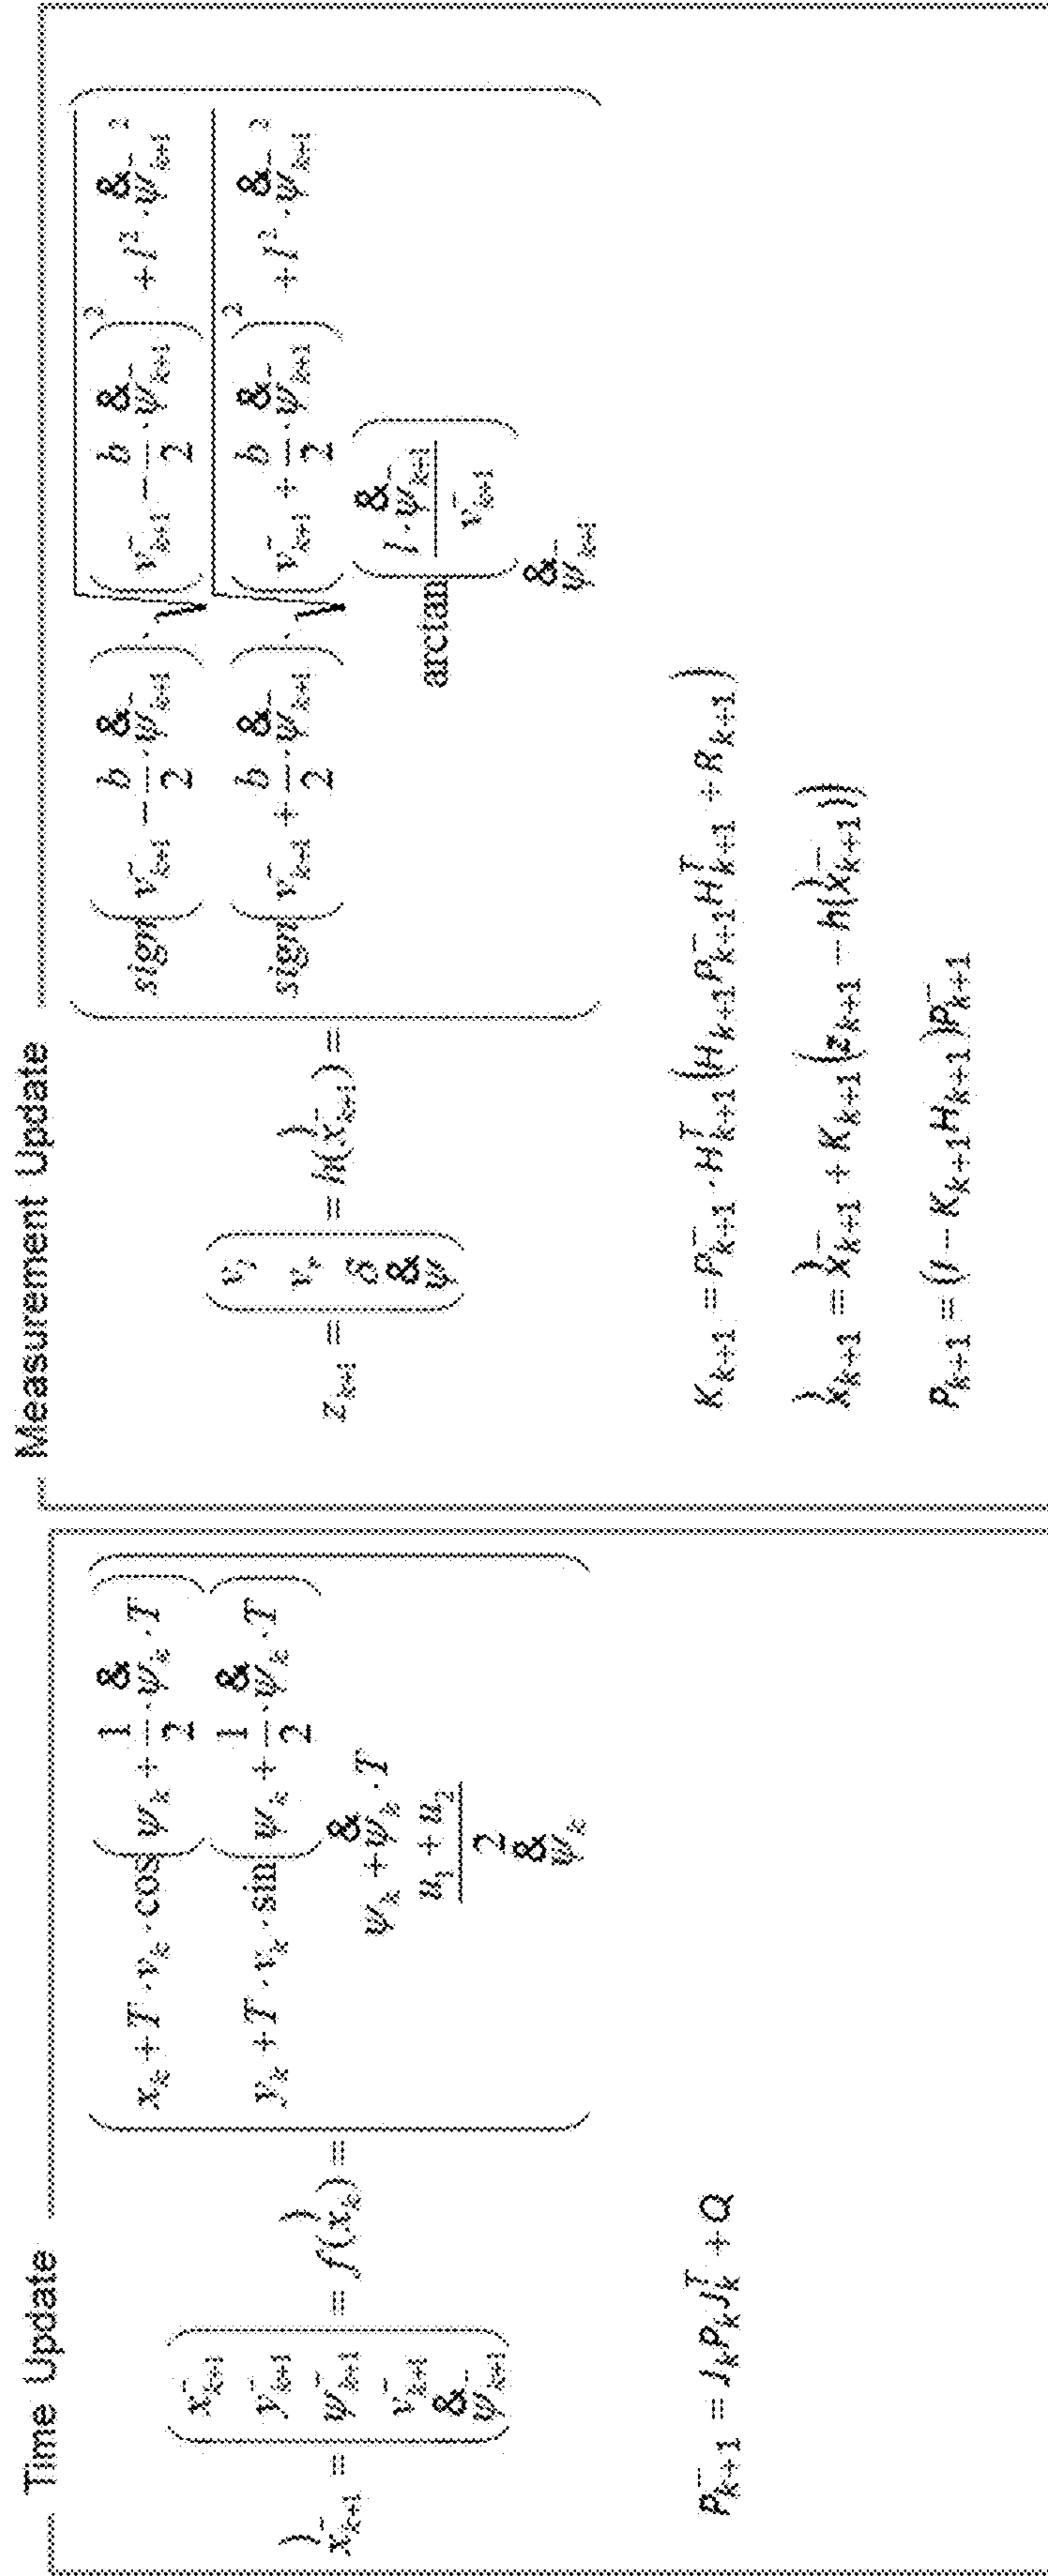 Time Update
x̂⁻ₖ₊₁ = ( x⁻ₖ₊₁ y⁻ₖ₊₁ ψ⁻ₖ₊₁ v⁻ₖ₊₁ &ψ⁻ₖ₊₁ ) = f(x̂ₖ) =
xₖ + T · vₖ · cos( ψₖ + 1/2 · &ψₖ · T )
yₖ + T · vₖ · sin( ψₖ + 1/2 · &ψₖ · T )
ψₖ + &ψₖ · T
(u₁ + u₂)/2
&ψₖ
P⁻ₖ₊₁ = JₖPₖJₖᵀ + Q
Measurement Update
zₖ₊₁ = ( vₗ vᵣ δ &ψ ) = h(x̂⁻ₖ₊₁) =
sign( v⁻ₖ₊₁ − b/2 · &ψ⁻ₖ₊₁ ) · √( ( v⁻ₖ₊₁ − b/2 · &ψ⁻ₖ₊₁ )² + l² · &ψ⁻ₖ₊₁² )
sign( v⁻ₖ₊₁ + b/2 · &ψ⁻ₖ₊₁ ) · √( ( v⁻ₖ₊₁ + b/2 · &ψ⁻ₖ₊₁ )² + l² · &ψ⁻ₖ₊₁² )
arctan( l · &ψ⁻ₖ₊₁ / v⁻ₖ₊₁ )
&ψ⁻ₖ₊₁
Kₖ₊₁ = P⁻ₖ₊₁ · Hᵀₖ₊₁(Hₖ₊₁P⁻ₖ₊₁Hᵀₖ₊₁ + Rₖ₊₁)
x̂ₖ₊₁ = x̂⁻ₖ₊₁ + Kₖ₊₁(zₖ₊₁ − h(x̂⁻ₖ₊₁))
Pₖ₊₁ = (I − Kₖ₊₁Hₖ₊₁)P⁻ₖ₊₁